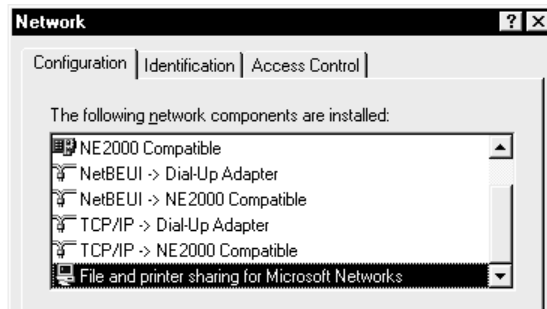 Network
Configuration Identification Access Control
The following network components are installed:
NE2000 Compatible
NetBEUI -> Dial-Up Adapter
NetBEUI -> NE2000 Compatible
TCP/IP -> Dial-Up Adapter
TCP/IP -> NE2000 Compatible
File and printer sharing for Microsoft Networks